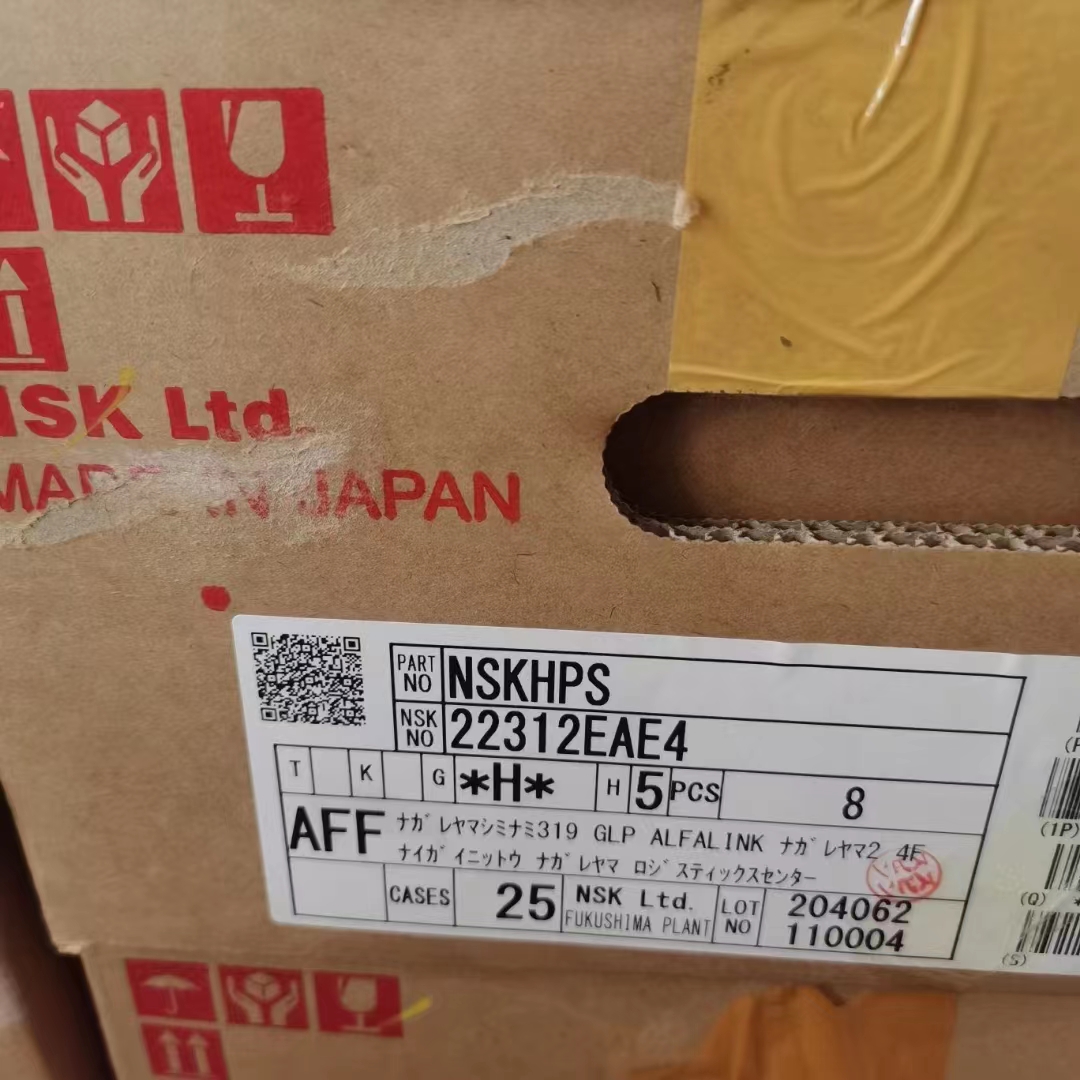 NSK Ltd.
MADE IN JAPAN
PART NO NSKHPS
NSK NO 22312EAE4
T K G *H* H 5 PCS 8
AFF ナガレヤマシミナミ319 GLP ALFALINK ナガレヤマ2 4F
ナイガイニットウ ナガレヤマ ロジスティックスセンター
CASES 25 NSK Ltd. FUKUSHIMA PLANT LOT NO 204062 110004
(1P)
(Q)
(S)